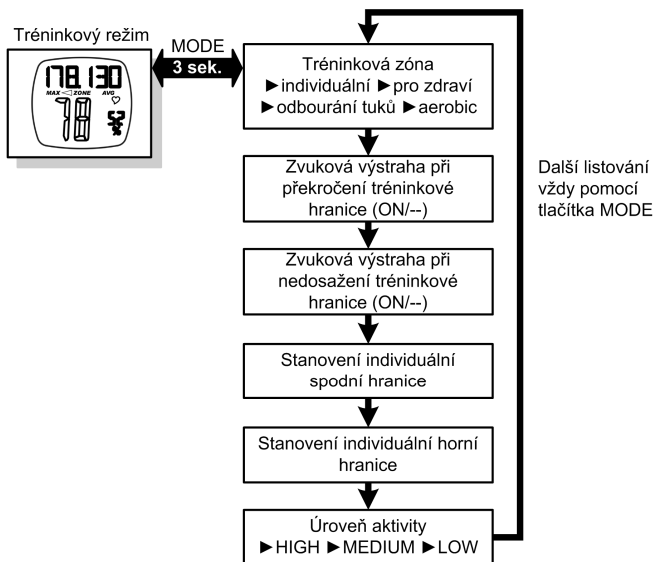 Tréninkový režim
178.130
MAX ZONE AVG
78
%
MODE
3 sek.
Tréninková zóna
►individuální ►pro zdraví
►odbourání tuků ►aerobic
Zvuková výstraha při
překročení tréninkové
hranice (ON/--)
Zvuková výstraha při
nedosažení tréninkové
hranice (ON/--)
Stanovení individuální
spodní hranice
Stanovení individuální horní
hranice
Úroveň aktivity
►HIGH ►MEDIUM ►LOW
Další listování
vždy pomocí
tlačítka MODE